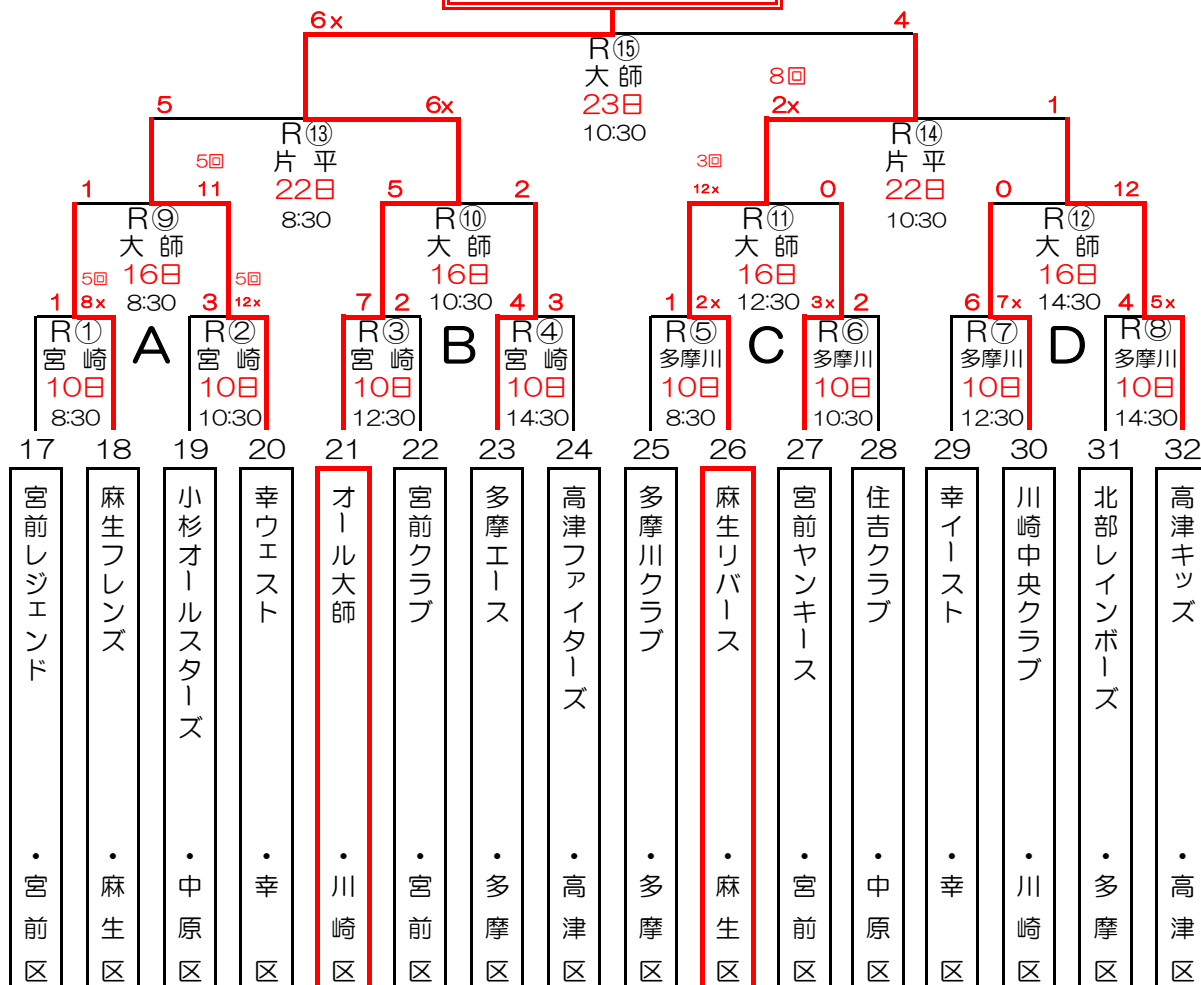 6x 4
R⑮
大師
23日
10:30
8回
5 6x 2x 1
R⑬ R⑭
片平 片平
22日 22日
8:30 10:30
5回 3回
1 11 5 2 12x 0 0 12
R⑨ R⑩ R⑪ R⑫
大師 大師 大師 大師
16日 16日 16日 16日
8:30 10:30 12:30 14:30
5回 5回
1 8x 3 12x 7 2 4 3 1 2x 3x 2 6 7x 4 5x
R① A R② R③ B R④ R⑤ C R⑥ R⑦ D R⑧
宮崎 宮崎 宮崎 宮崎 多摩川 多摩川 多摩川 多摩川
10日 10日 10日 10日 10日 10日 10日 10日
8:30 10:30 12:30 14:30 8:30 10:30 12:30 14:30
17 18 19 20 21 22 23 24 25 26 27 28 29 30 31 32
宮前レジェンド ・宮前区
麻生フレンズ ・麻生区
小杉オールスターズ ・中原区
幸ウェスト ・幸区
オール大師 ・川崎区
宮前クラブ ・宮前区
多摩エース ・多摩区
高津ファイターズ ・高津区
多摩川クラブ ・多摩区
麻生リバース ・麻生区
宮前ヤンキース ・宮前区
住吉クラブ ・中原区
幸イースト ・幸区
川崎中央クラブ ・川崎区
北部レインボーズ ・多摩区
高津キッズ ・高津区